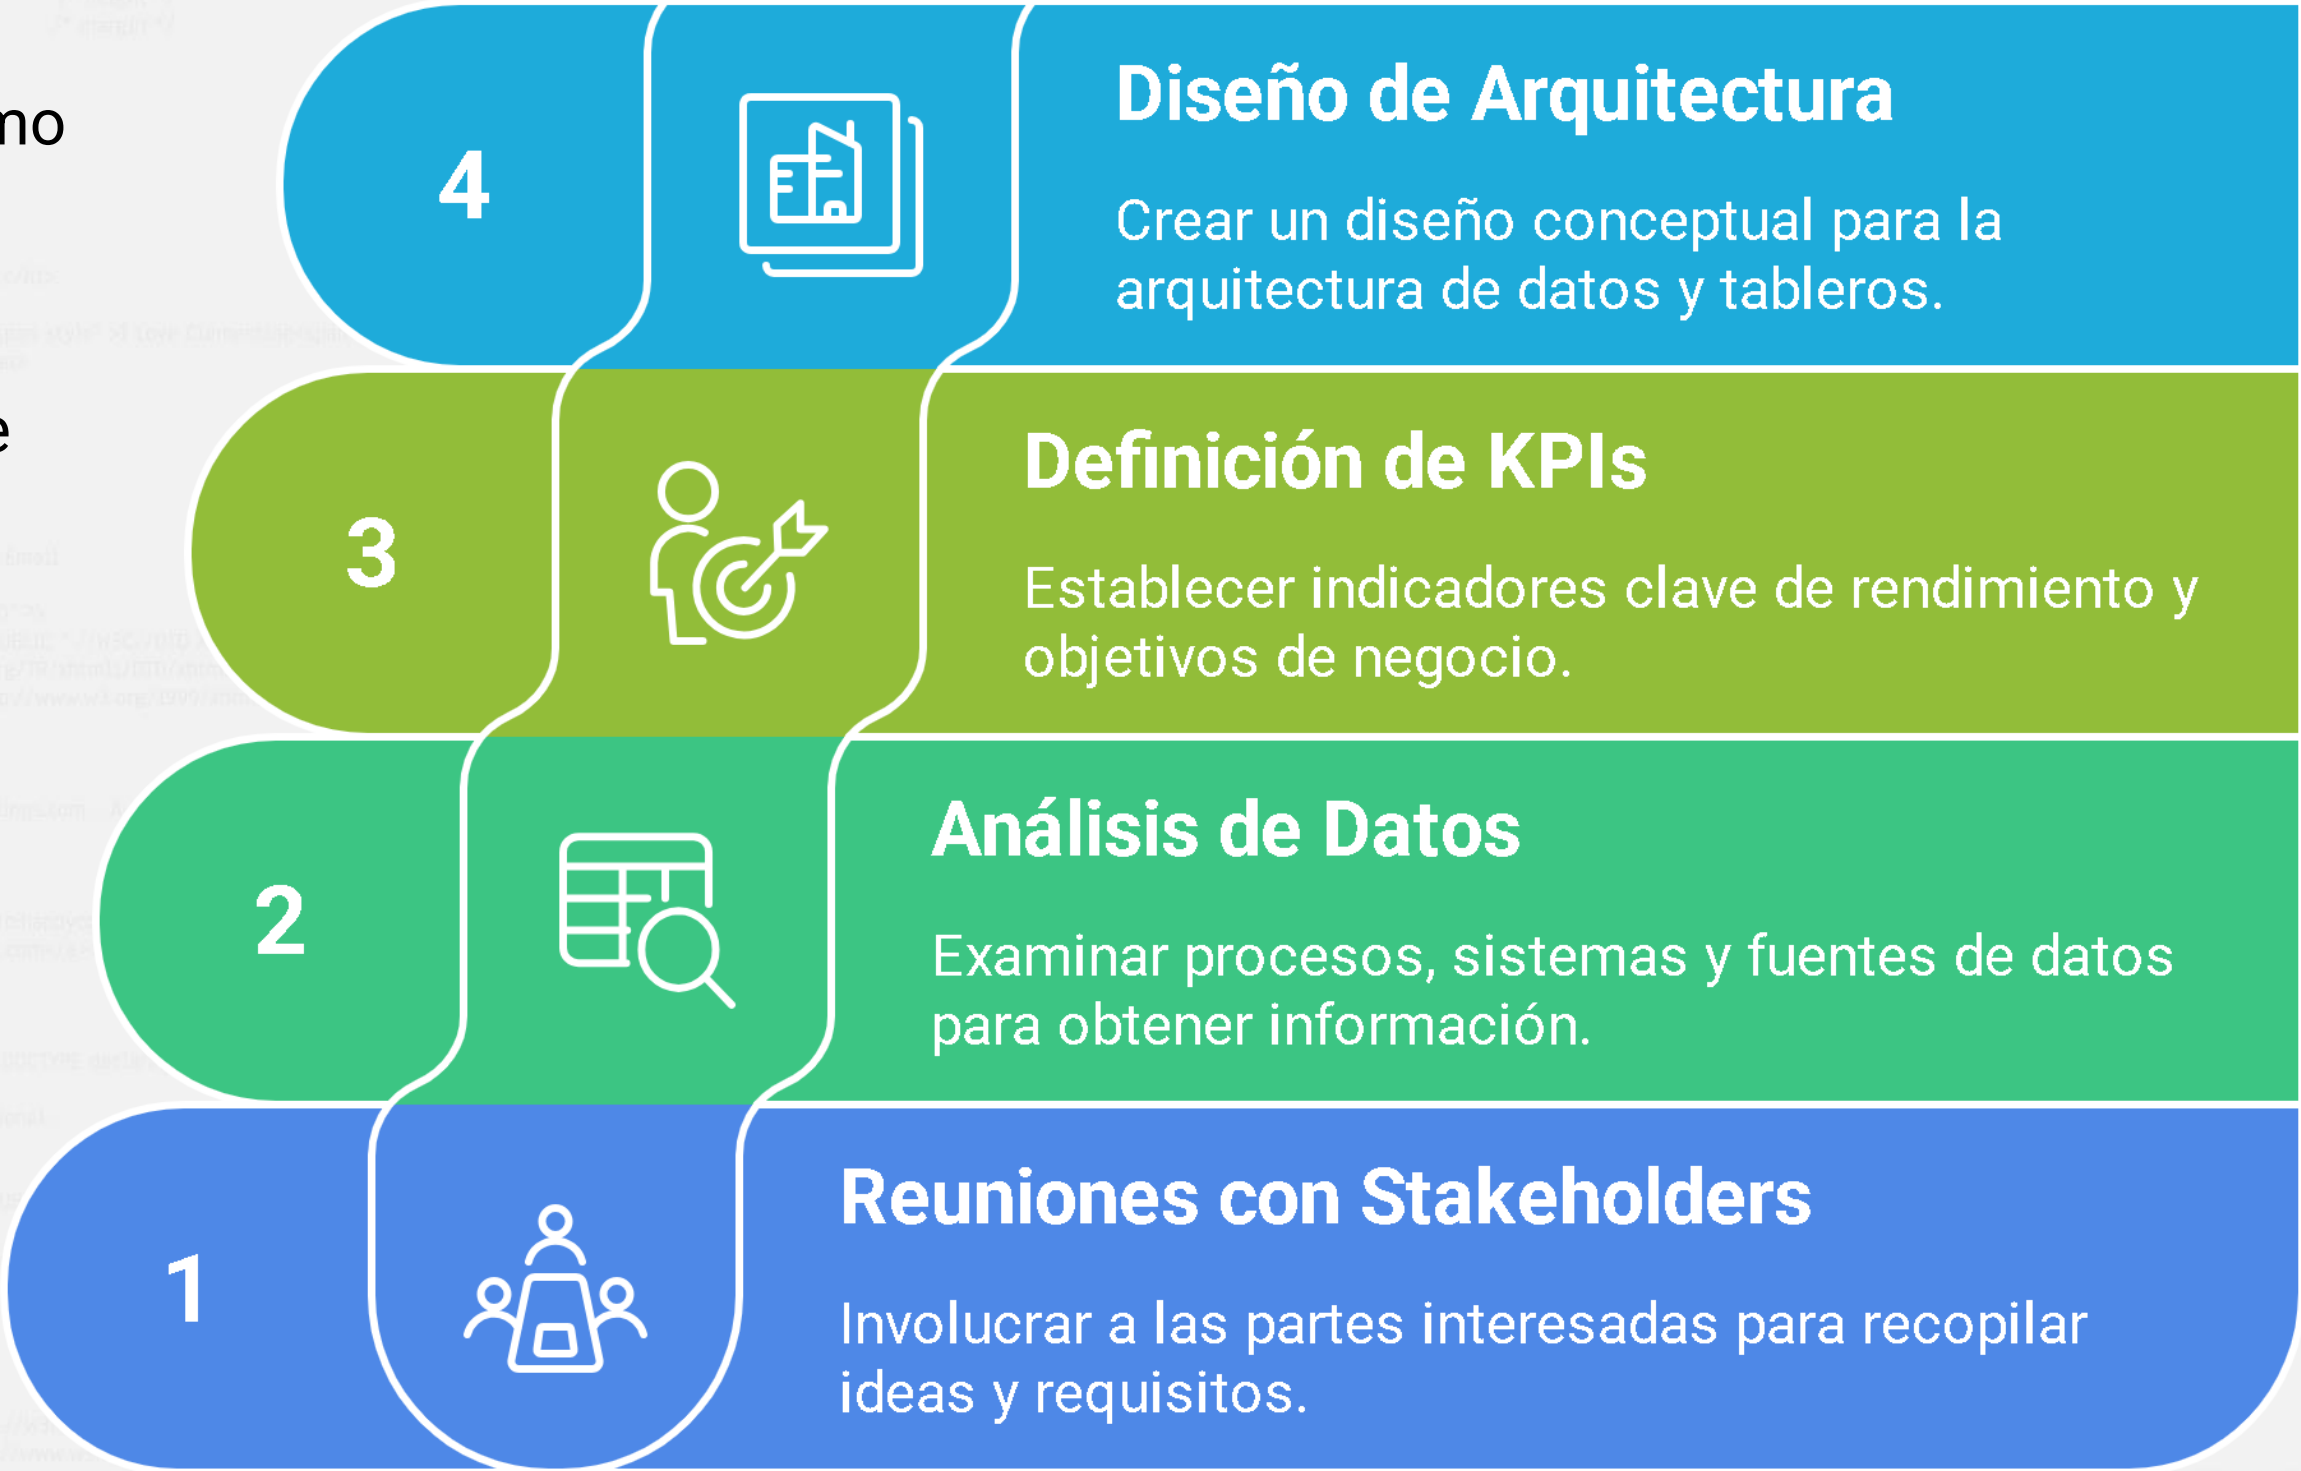 mo
e
4
Diseño de Arquitectura
Crear un diseño conceptual para la
arquitectura de datos y tableros.
3
Definición de KPIs
Establecer indicadores clave de rendimiento y
objetivos de negocio.
2
Análisis de Datos
Examinar procesos, sistemas y fuentes de datos
para obtener información.
1
Reuniones con Stakeholders
Involucrar a las partes interesadas para recopilar
ideas y requisitos.